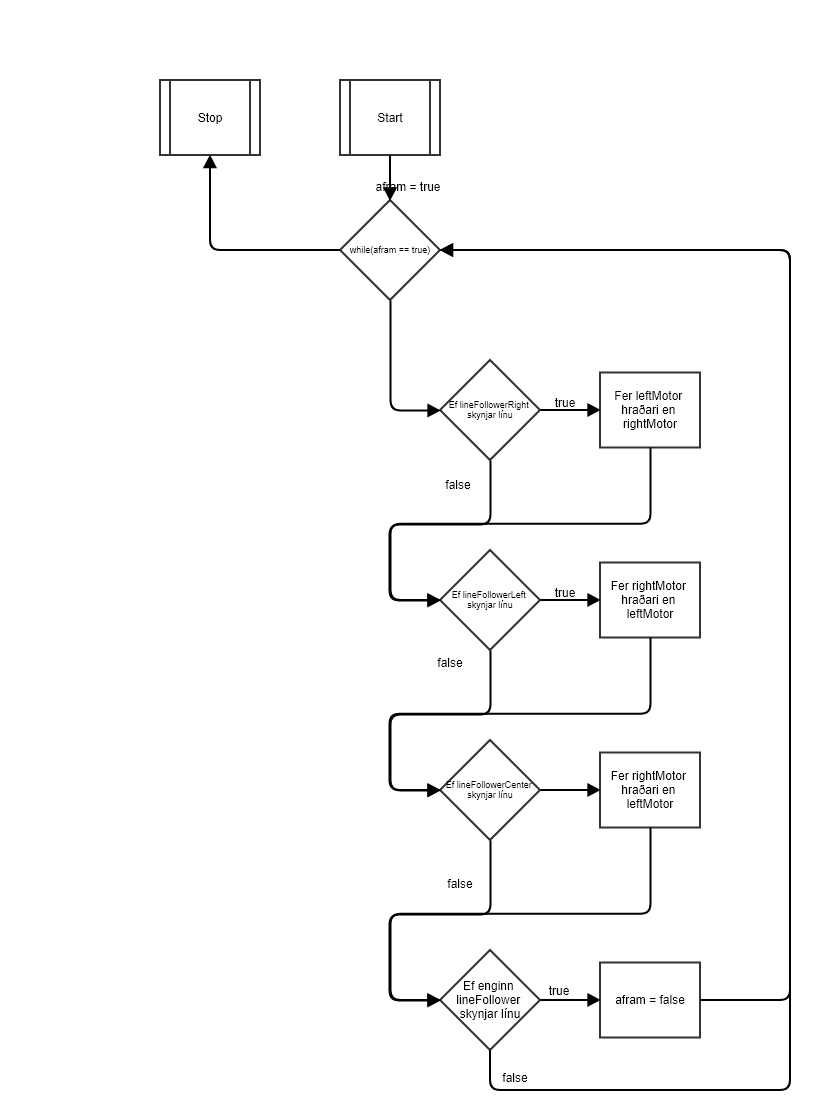 Stop
Start
afram = true
while(afram == true)
Ef lineFollowerRight
skynjar línu
true
Fer leftMotor
hraðari en
rightMotor
false
Ef lineFollowerLeft
skynjar línu
true
Fer rightMotor
hraðari en
leftMotor
false
Ef lineFollowerCenter
skynjar línu
Fer rightMotor
hraðari en
leftMotor
false
Ef enginn
lineFollower
skynjar línu
true
afram = false
false